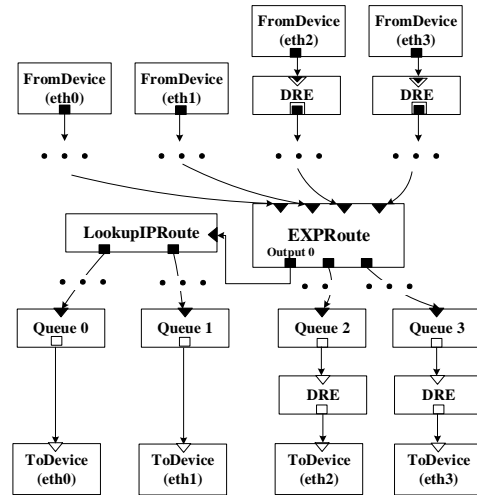 FromDevice
(eth2)
FromDevice
(eth3)
FromDevice
(eth0)
FromDevice
(eth1)
DRE
DRE
LookupIPRoute
EXPRoute
Output 0
Queue 0
Queue 1
Queue 2
Queue 3
DRE
DRE
ToDevice
(eth0)
ToDevice
(eth1)
ToDevice
(eth2)
ToDevice
(eth3)